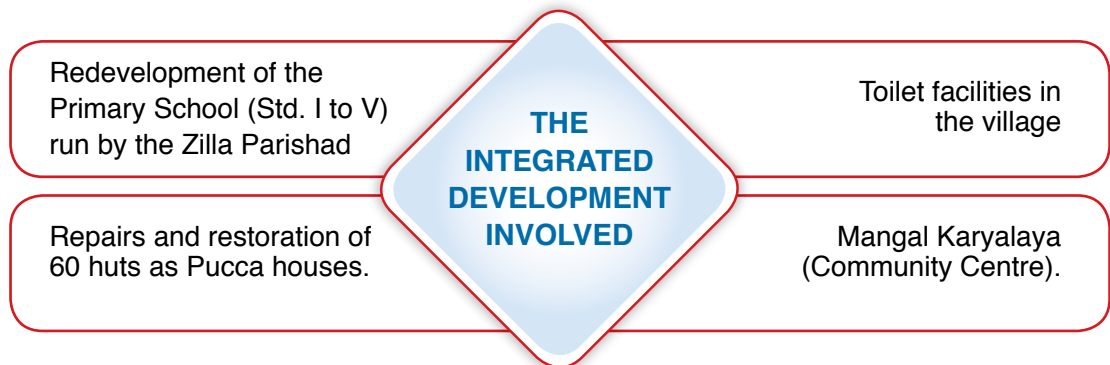 Redevelopment of the
Primary School (Std. I to V)
run by the Zilla Parishad
THE
INTEGRATED
DEVELOPMENT
INVOLVED
Toilet facilities in
the village
Repairs and restoration of
60 huts as Pucca houses.
Mangal Karyalaya
(Community Centre).